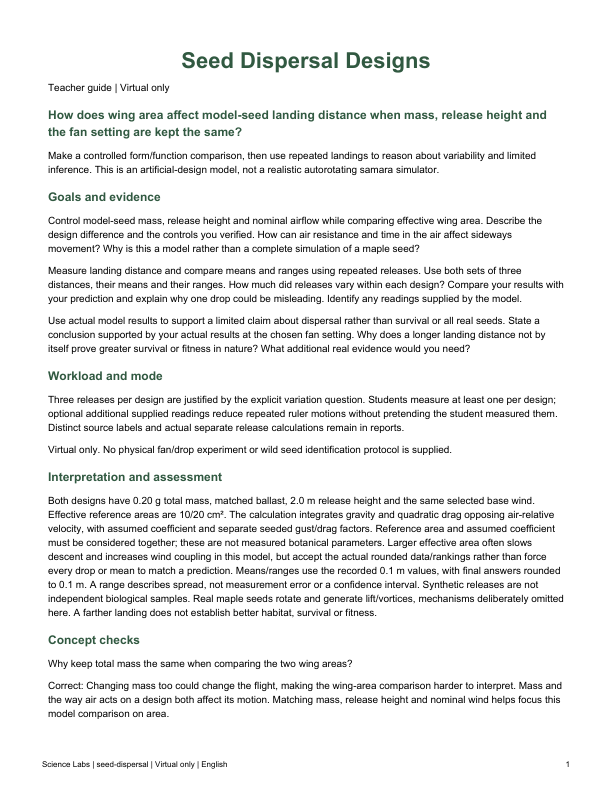 Seed Dispersal Designs
Teacher guide | Virtual only
How does wing area affect model-seed landing distance when mass, release height and
the fan setting are kept the same?
Make a controlled form/function comparison, then use repeated landings to reason about variability and limited
inference. This is an artificial-design model, not a realistic autorotating samara simulator.
Goals and evidence
Control model-seed mass, release height and nominal airflow while comparing effective wing area. Describe the
design difference and the controls you verified. How can air resistance and time in the air affect sideways
movement? Why is this a model rather than a complete simulation of a maple seed?
Measure landing distance and compare means and ranges using repeated releases. Use both sets of three
distances, their means and their ranges. How much did releases vary within each design? Compare your results with
your prediction and explain why one drop could be misleading. Identify any readings supplied by the model.
Use actual model results to support a limited claim about dispersal rather than survival or all real seeds. State a
conclusion supported by your actual results at the chosen fan setting. Why does a longer landing distance not by
itself prove greater survival or fitness in nature? What additional real evidence would you need?
Workload and mode
Three releases per design are justified by the explicit variation question. Students measure at least one per design;
optional additional supplied readings reduce repeated ruler motions without pretending the student measured them.
Distinct source labels and actual separate release calculations remain in reports.
Virtual only. No physical fan/drop experiment or wild seed identification protocol is supplied.
Interpretation and assessment
Both designs have 0.20 g total mass, matched ballast, 2.0 m release height and the same selected base wind.
Effective reference areas are 10/20 cm². The calculation integrates gravity and quadratic drag opposing air-relative
velocity, with assumed coefficient and separate seeded gust/drag factors. Reference area and assumed coefficient
must be considered together; these are not measured botanical parameters. Larger effective area often slows
descent and increases wind coupling in this model, but accept the actual rounded data/rankings rather than force
every drop or mean to match a prediction. Means/ranges use the recorded 0.1 m values, with final answers rounded
to 0.1 m. A range describes spread, not measurement error or a confidence interval. Synthetic releases are not
independent biological samples. Real maple seeds rotate and generate lift/vortices, mechanisms deliberately omitted
here. A farther landing does not establish better habitat, survival or fitness.
Concept checks
Why keep total mass the same when comparing the two wing areas?
Correct: Changing mass too could change the flight, making the wing-area comparison harder to interpret. Mass and
the way air acts on a design both affect its motion. Matching mass, release height and nominal wind helps focus this
model comparison on area.
Science Labs | seed-dispersal | Virtual only | English
1